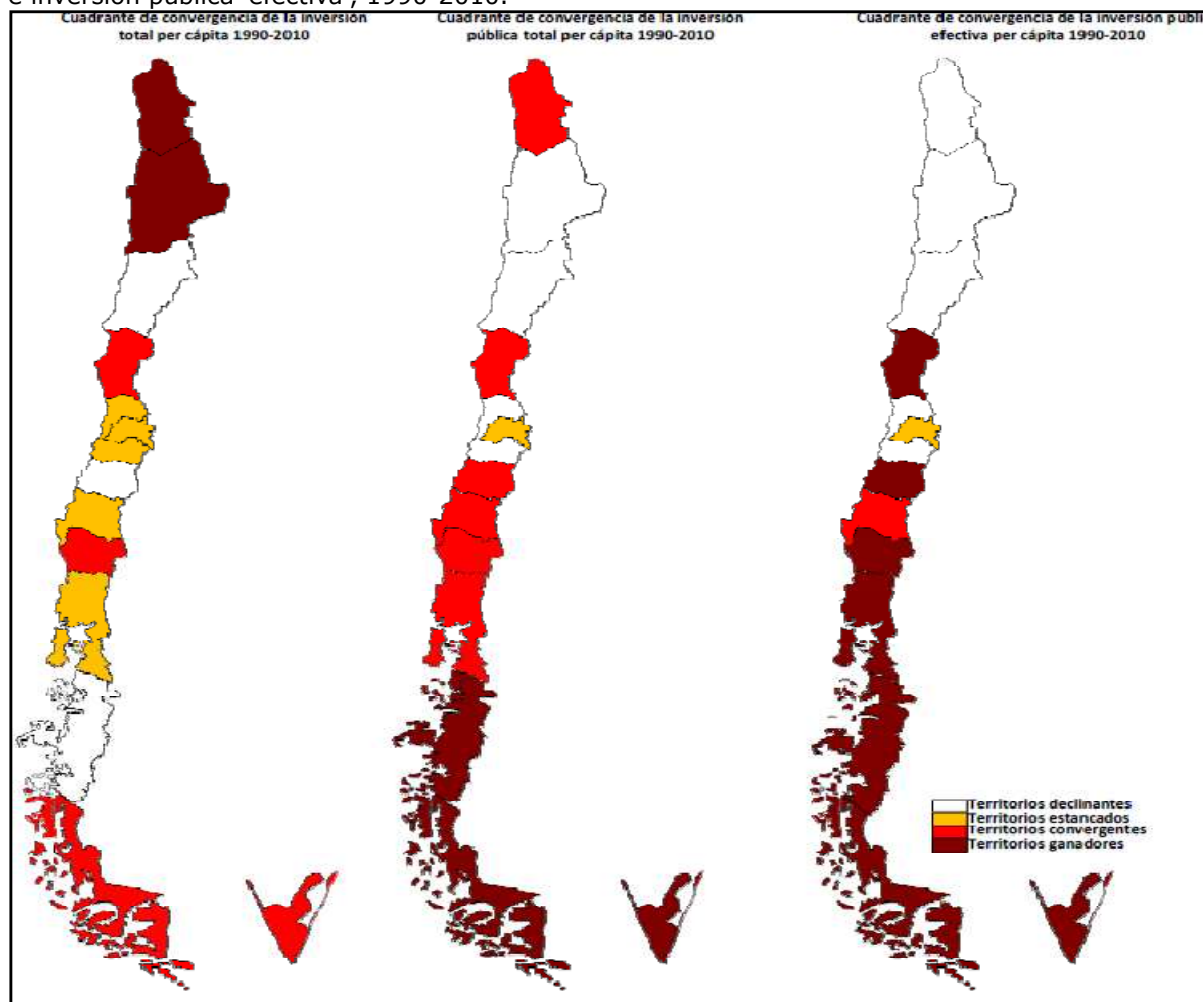 e inversión pública "efectiva", 1990-2010.
Cuadrante de convergencia de la inversión
total per cápita 1990-2010
Cuadrante de convergencia de la inversión
pública total per cápita 1990-2010
Cuadrante de convergencia de la inversión públi
efectiva per cápita 1990-2010
Territorios declinantes
Territorios estancados
Territorios convergentes
Territorios ganadores